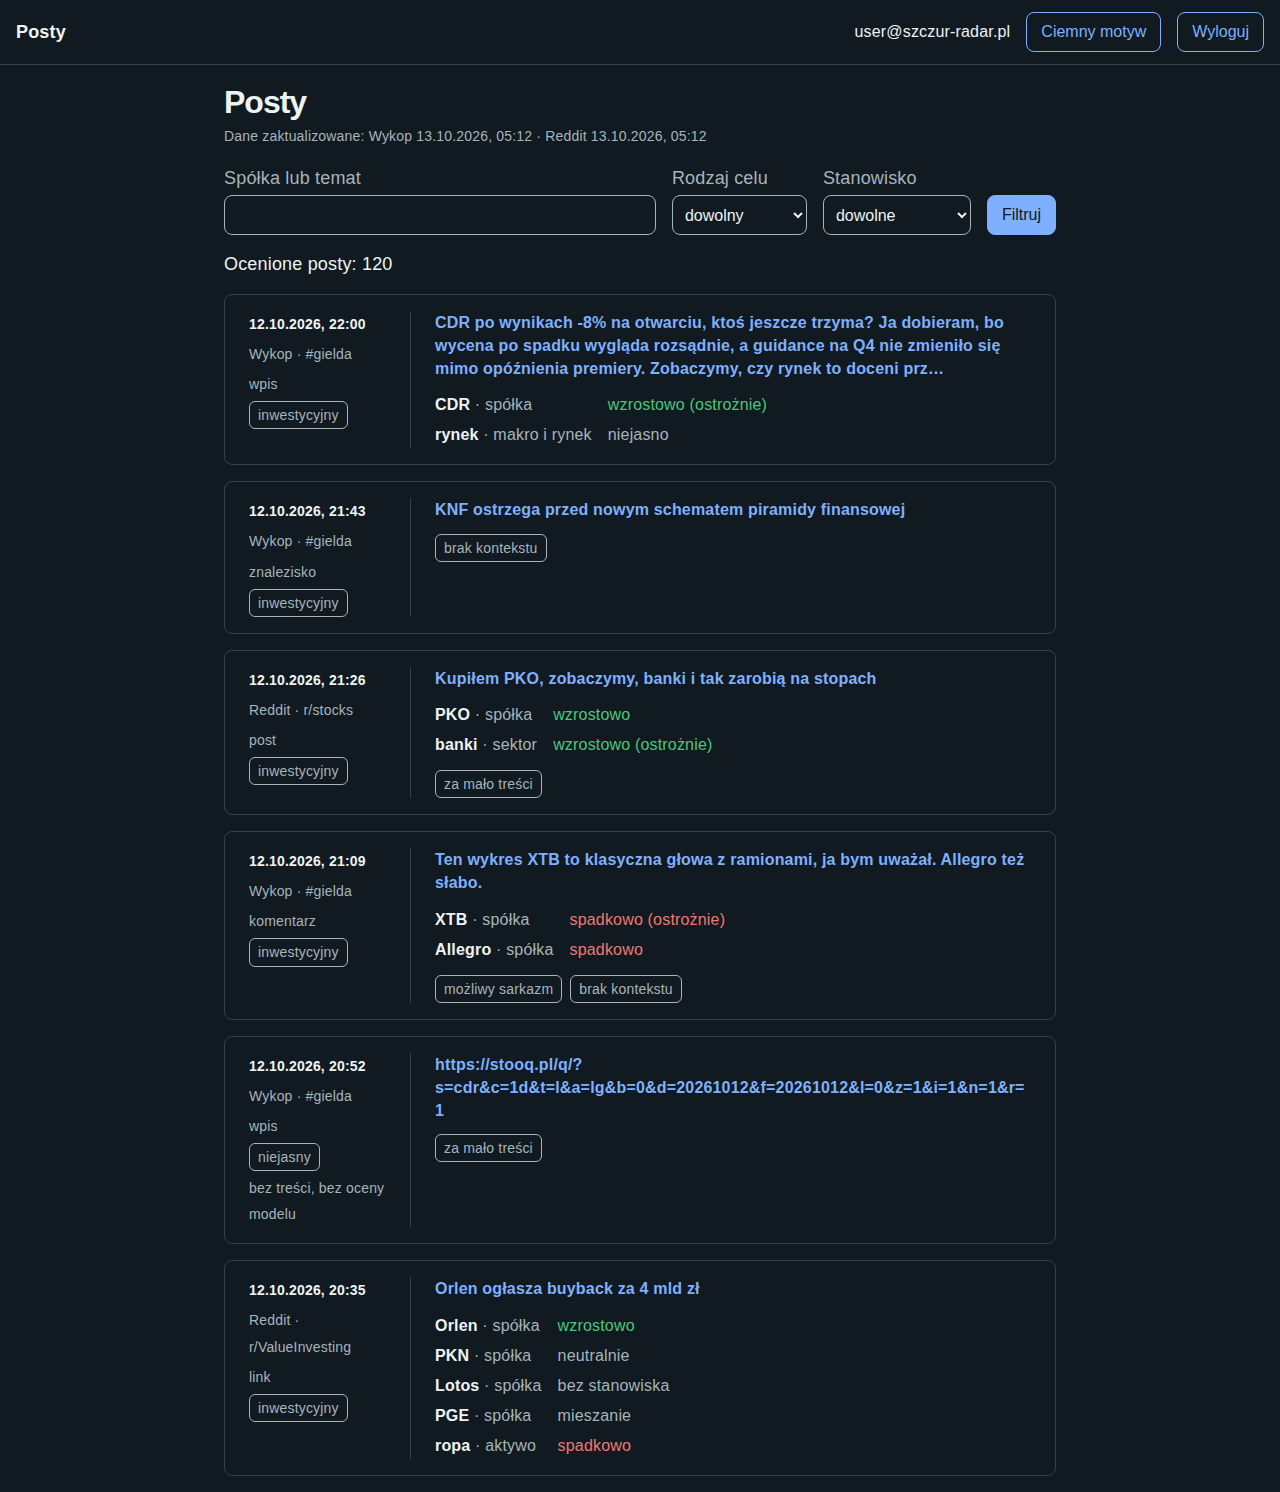 Posty
user@szczur-radar.pl
Ciemny motyw
Wyloguj
Posty
Dane zaktualizowane: Wykop 13.10.2026, 05:12 · Reddit 13.10.2026, 05:12
Spółka lub temat
Rodzaj celu
Stanowisko
dowolny
dowolne
Filtruj
Ocenione posty: 120
12.10.2026, 22:00
Wykop · #gielda
wpis
inwestycyjny
CDR po wynikach -8% na otwarciu, ktoś jeszcze trzyma? Ja dobieram, bo
wycena po spadku wygląda rozsądnie, a guidance na Q4 nie zmieniło się
mimo opóźnienia premiery. Zobaczymy, czy rynek to doceni prz…
CDR · spółka wzrostowo (ostrożnie)
rynek · makro i rynek niejasno
12.10.2026, 21:43
Wykop · #gielda
znalezisko
inwestycyjny
KNF ostrzega przed nowym schematem piramidy finansowej
brak kontekstu
12.10.2026, 21:26
Reddit · r/stocks
post
inwestycyjny
Kupiłem PKO, zobaczymy, banki i tak zarobią na stopach
PKO · spółka wzrostowo
banki · sektor wzrostowo (ostrożnie)
za mało treści
12.10.2026, 21:09
Wykop · #gielda
komentarz
inwestycyjny
Ten wykres XTB to klasyczna głowa z ramionami, ja bym uważał. Allegro też
słabo.
XTB · spółka spadkowo (ostrożnie)
Allegro · spółka spadkowo
możliwy sarkazm brak kontekstu
12.10.2026, 20:52
Wykop · #gielda
wpis
niejasny
bez treści, bez oceny
modelu
https://stooq.pl/q/?
s=cdr&c=1d&t=l&a=lg&b=0&d=20261012&f=20261012&l=0&z=1&i=1&n=1&r=
1
za mało treści
12.10.2026, 20:35
Reddit ·
r/ValueInvesting
link
inwestycyjny
Orlen ogłasza buyback za 4 mld zł
Orlen · spółka wzrostowo
PKN · spółka neutralnie
Lotos · spółka bez stanowiska
PGE · spółka mieszanie
ropa · aktywo spadkowo